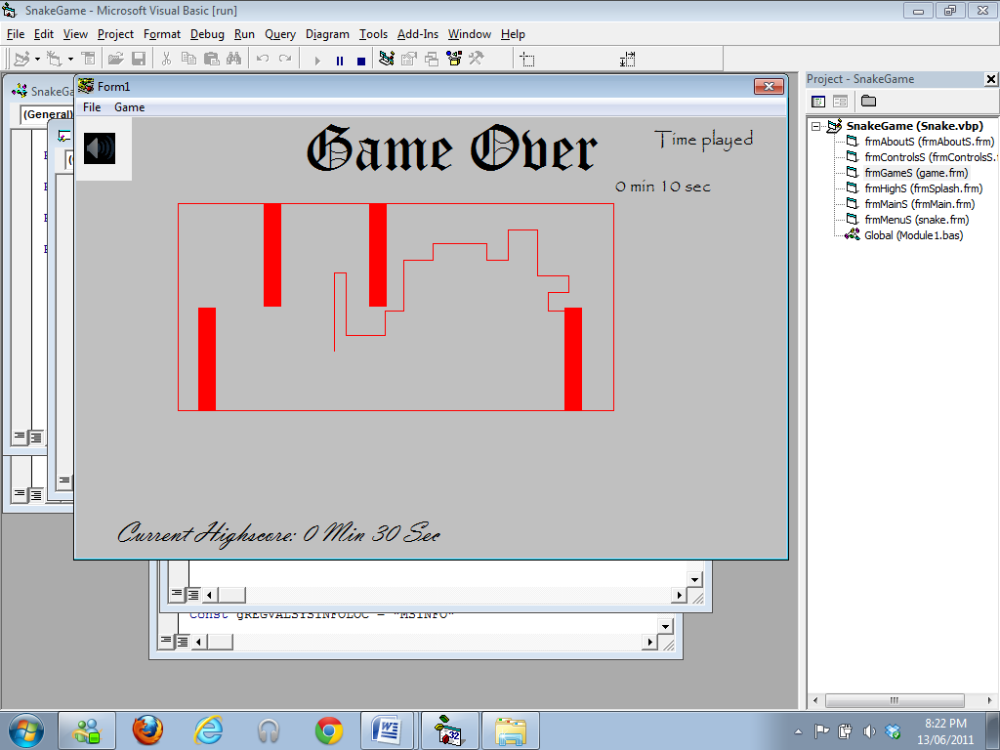 SnakeGame - Microsoft Visual Basic [run]
File Edit View Project Format Debug Run Query Diagram Tools Add-Ins Window Help
Form1
File Game
Game Over
Time played
0 min 10 sec
Current Highscore: 0 Min 30 Sec
SnakeGa
(General)
Const gREGVALSYSINFOLOC = "MSINFO"
Project - SnakeGame
SnakeGame (Snake.vbp)
frmAboutS (frmAboutS.frm)
frmControlsS (frmControlsS.
frmGameS (game.frm)
frmHighS (frmSplash.frm)
frmMainS (frmMain.frm)
frmMenuS (snake.frm)
Global (Module1.bas)
8:22 PM
13/06/2011